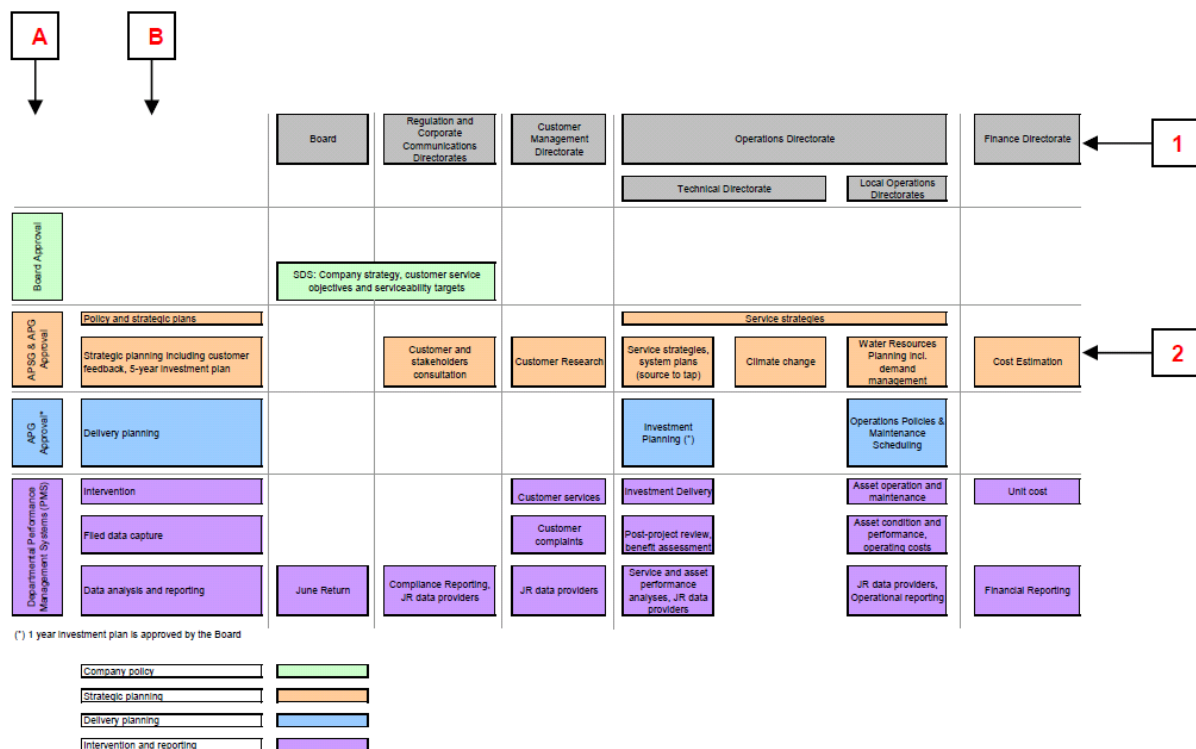 A
B
Board
Regulation and
Corporate
Communications
Directorates
Customer
Management
Directorate
Operations Directorate
Finance Directorate
1
Technical Directorate
Local Operations
Directorates
Board Approval
SDS: Company strategy, customer service
objectives and serviceability targets
APSG & APG
Approval
Policy and strategic plans
Service strategies
Strategic planning including customer
feedback, 5-year investment plan
Customer and
stakeholders
consultation
Customer Research
Service strategies,
system plans
(source to tap)
Climate change
Water Resources
Planning incl.
demand
management
Cost Estimation
2
APG
Approval*
Delivery planning
Investment
Planning (*)
Operations Policies &
Maintenance
Scheduling
Departmental Performance
Management Systems (PMS)
Intervention
Customer services
Investment Delivery
Asset operation and
maintenance
Unit cost
Filed data capture
Customer
complaints
Post-project review,
benefit assessment
Asset condition and
performance,
operating costs
Data analysis and reporting
June Return
Compliance Reporting,
JR data providers
JR data providers
Service and asset
performance
analyses, JR data
providers
JR data providers,
Operational reporting
Financial Reporting
(*) 1 year investment plan is approved by the Board
Company policy
Strategic planning
Delivery planning
Intervention and reporting